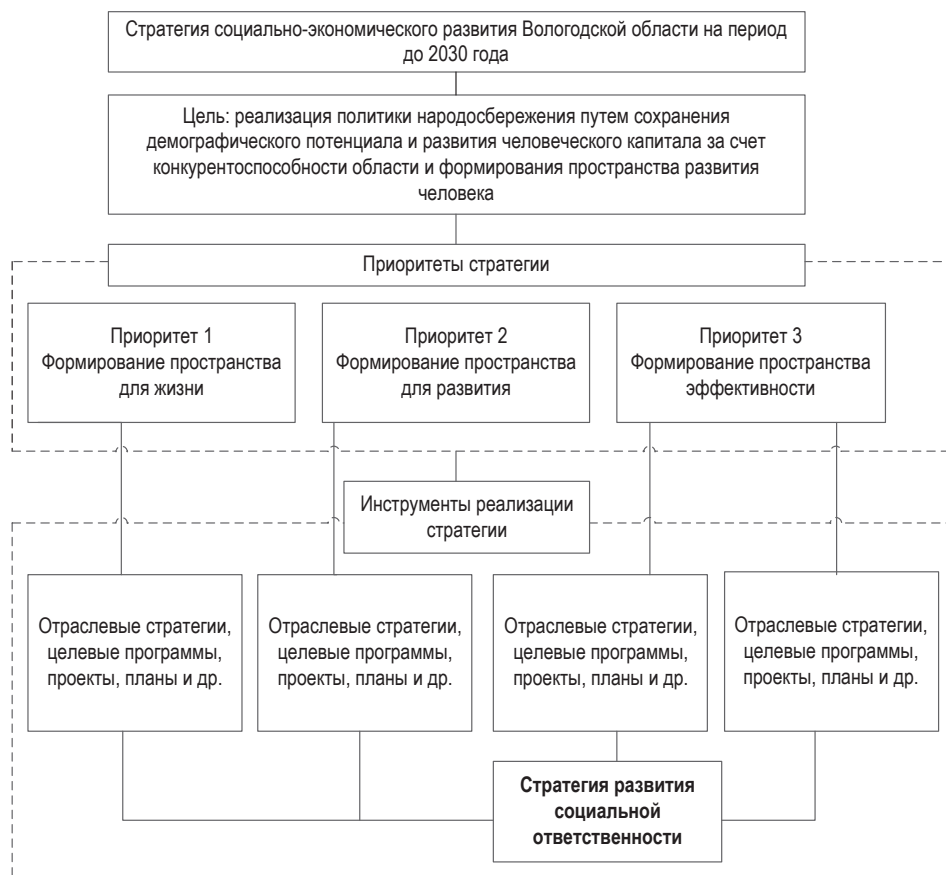 Стратегия социально-экономического развития Вологодской области на период
до 2030 года
Цель: реализация политики народосбережения путем сохранения
демографического потенциала и развития человеческого капитала за счет
конкурентоспособности области и формирования пространства развития
человека
Приоритеты стратегии
Приоритет 1
Формирование пространства
для жизни
Приоритет 2
Формирование пространства
для развития
Приоритет 3
Формирование пространства
эффективности
Инструменты реализации
стратегии
Отраслевые стратегии,
целевые программы,
проекты, планы и др.
Отраслевые стратегии,
целевые программы,
проекты, планы и др.
Отраслевые стратегии,
целевые программы,
проекты, планы и др.
Отраслевые стратегии,
целевые программы,
проекты, планы и др.
Стратегия развития
социальной
ответственности